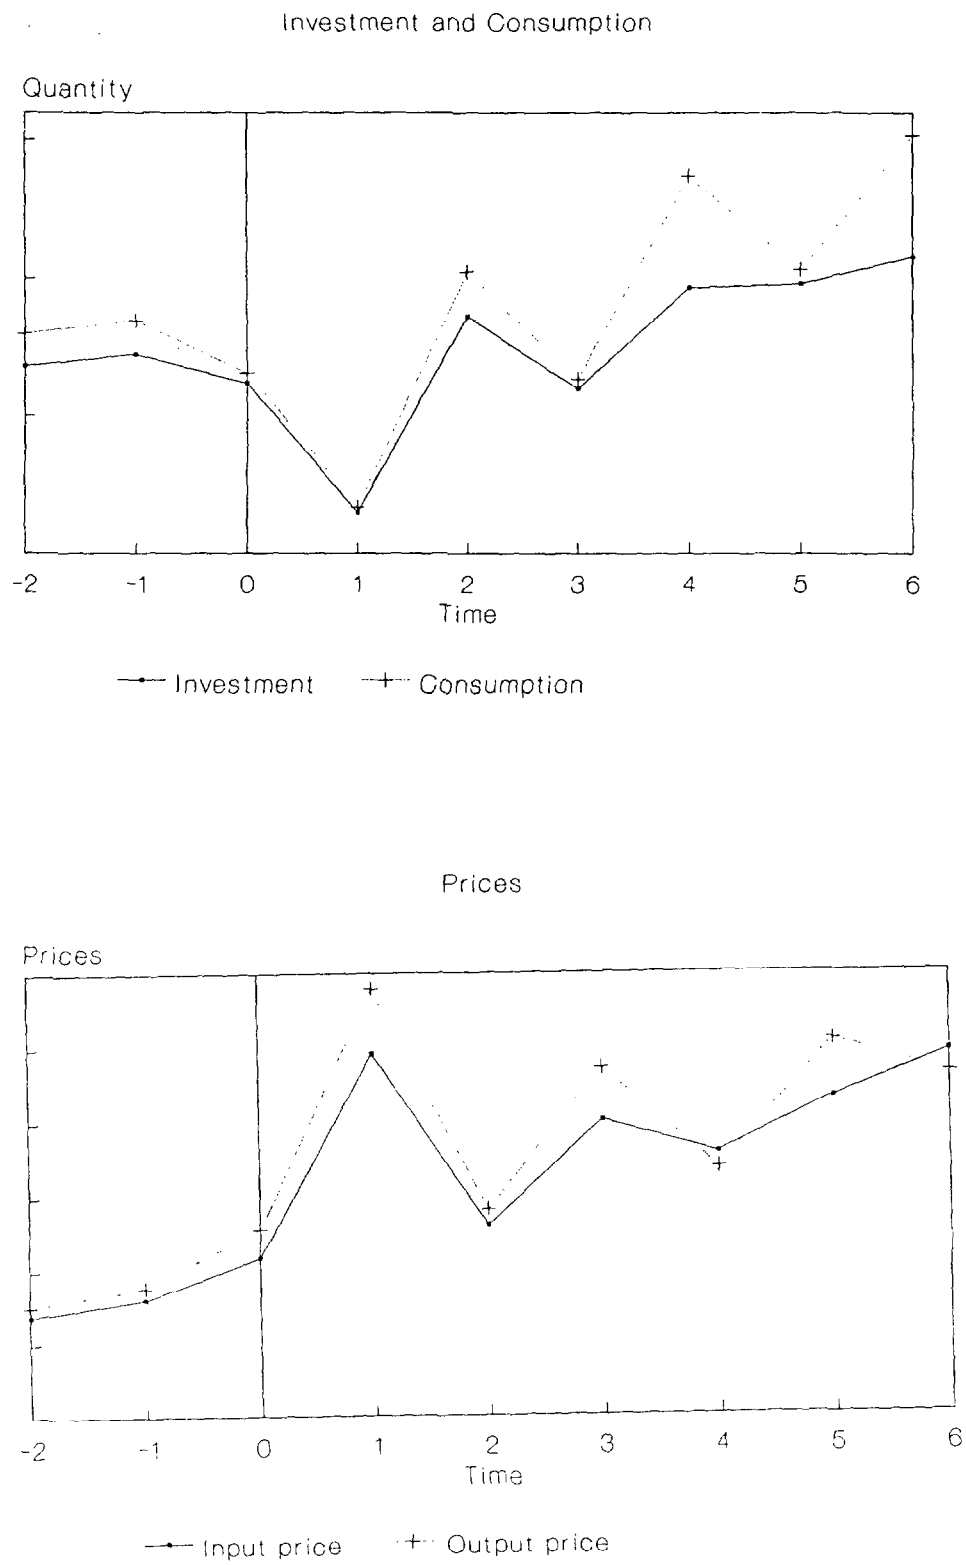 Investment and Consumption
Quantity
-2 -1 0 1 2 3 4 5 6
Time
Investment Consumption
Prices
Prices
-2 -1 0 1 2 3 4 5 6
Time
Input price Output price